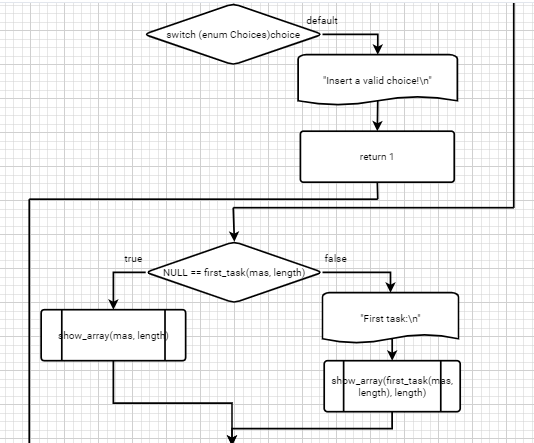 default
switch (enum Choices)choice
"Insert a valid choice!\n"
return 1
true
NULL == first_task(mas, length)
false
show_array(mas, length)
"First task:\n"
show_array(first_task(mas,
length), length)